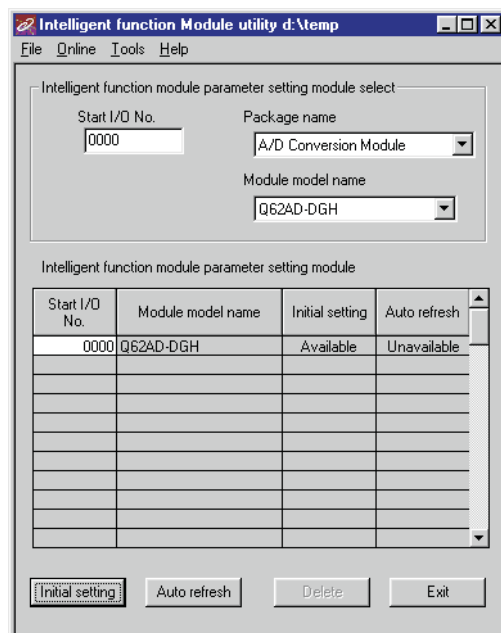 Intelligent function Module utility d:\temp
File Online Tools Help
Intelligent function module parameter setting module select
Start I/O No. Package name
0000 A/D Conversion Module
Module model name
Q62AD-DGH
Intelligent function module parameter setting module
Start I/O No. Module model name Initial setting Auto refresh
0000 Q62AD-DGH Available Unavailable
Initial setting Auto refresh Delete Exit